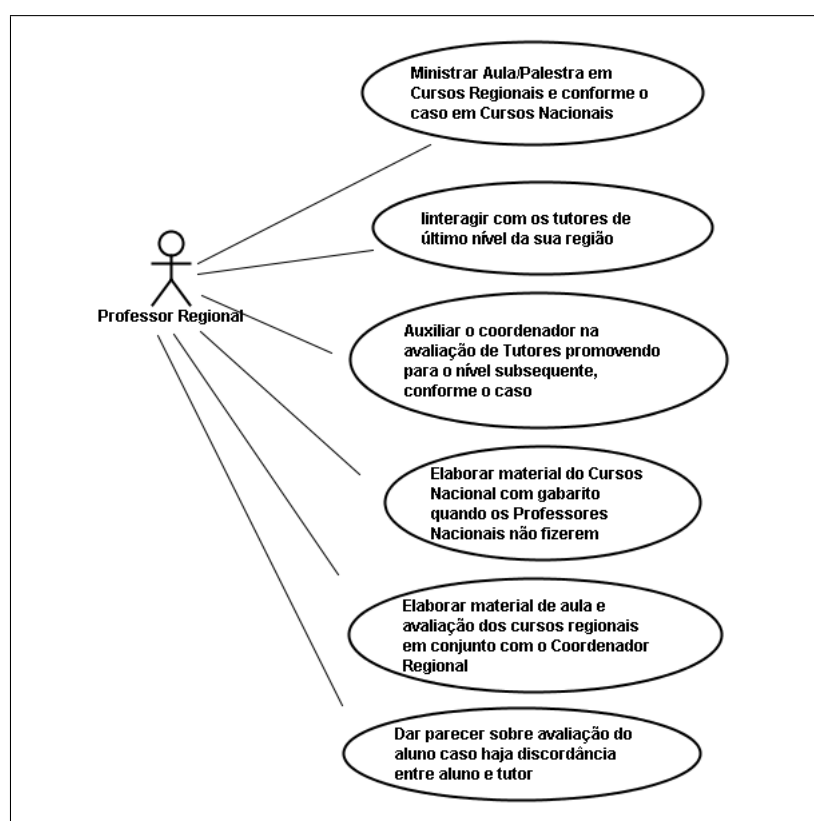 Ministrar Aula/Palestra em
Cursos Regionais e conforme o
caso em Cursos Nacionais
Iinteragir com os tutores de
último nível da sua região
Professor Regional
Auxiliar o coordenador na
avaliação de Tutores promovendo
para o nível subsequente,
conforme o caso
Elaborar material do Cursos
Nacional com gabarito
quando os Professores
Nacionais não fizerem
Elaborar material de aula e
avaliação dos cursos regionais
em conjunto com o Coordenador
Regional
Dar parecer sobre avaliação do
aluno caso haja discordância
entre aluno e tutor